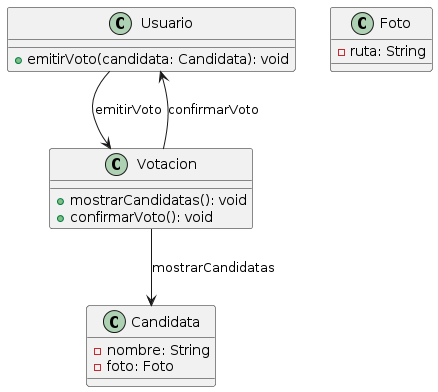 C Usuario
emitirVoto(candidata: Candidata): void
C Foto
ruta: String
emitirVoto
confirmarVoto
C Votacion
mostrarCandidatas(): void
confirmarVoto(): void
mostrarCandidatas
C Candidata
nombre: String
foto: Foto